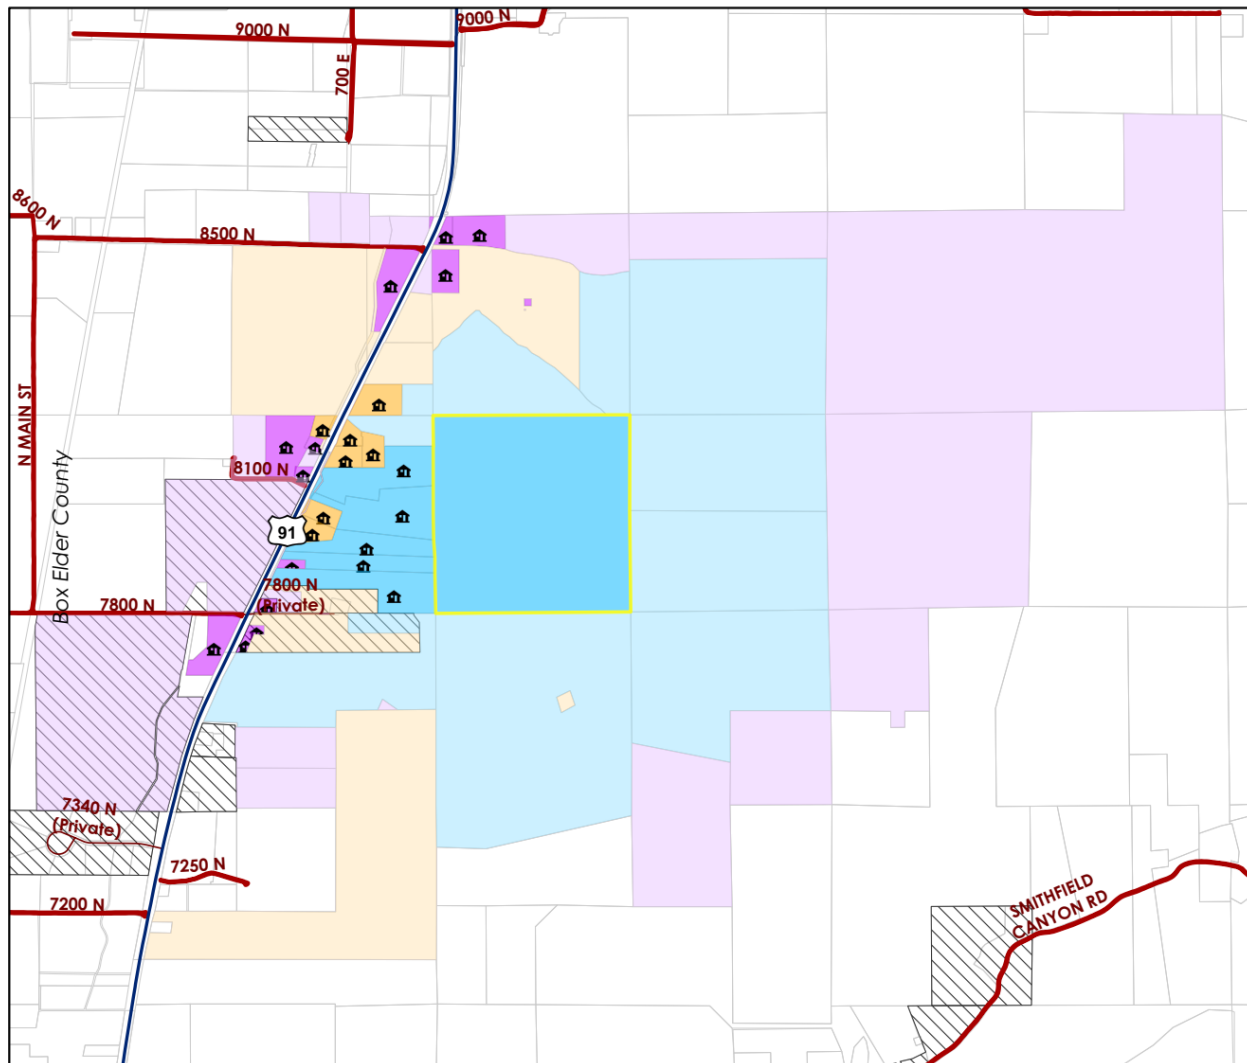 9000 N
9000 N
700 E
8600 N
8500 N
N MAIN ST
8100 N
Box Elder County
91
7800 N
(Private)
7800 N
7340 N
(Private)
7250 N
7200 N
SMITHFIELD
CANYON RD